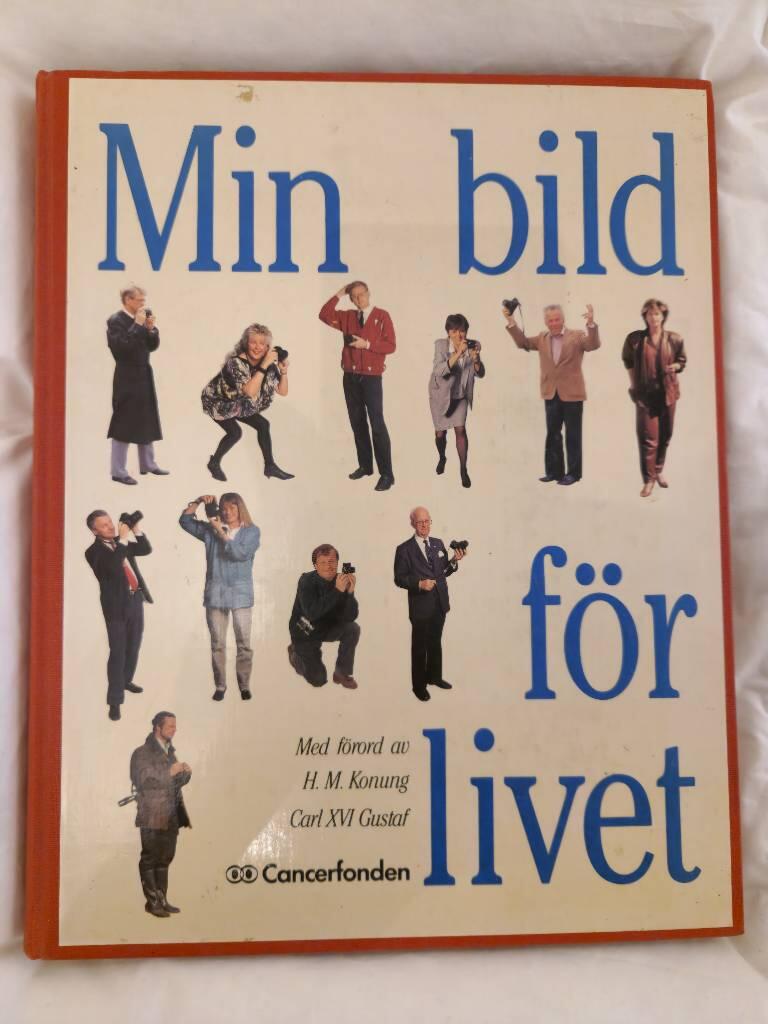 Min bild
för
livet
Med förord av
H. M. Konung
Carl XVI Gustaf
Cancerfonden